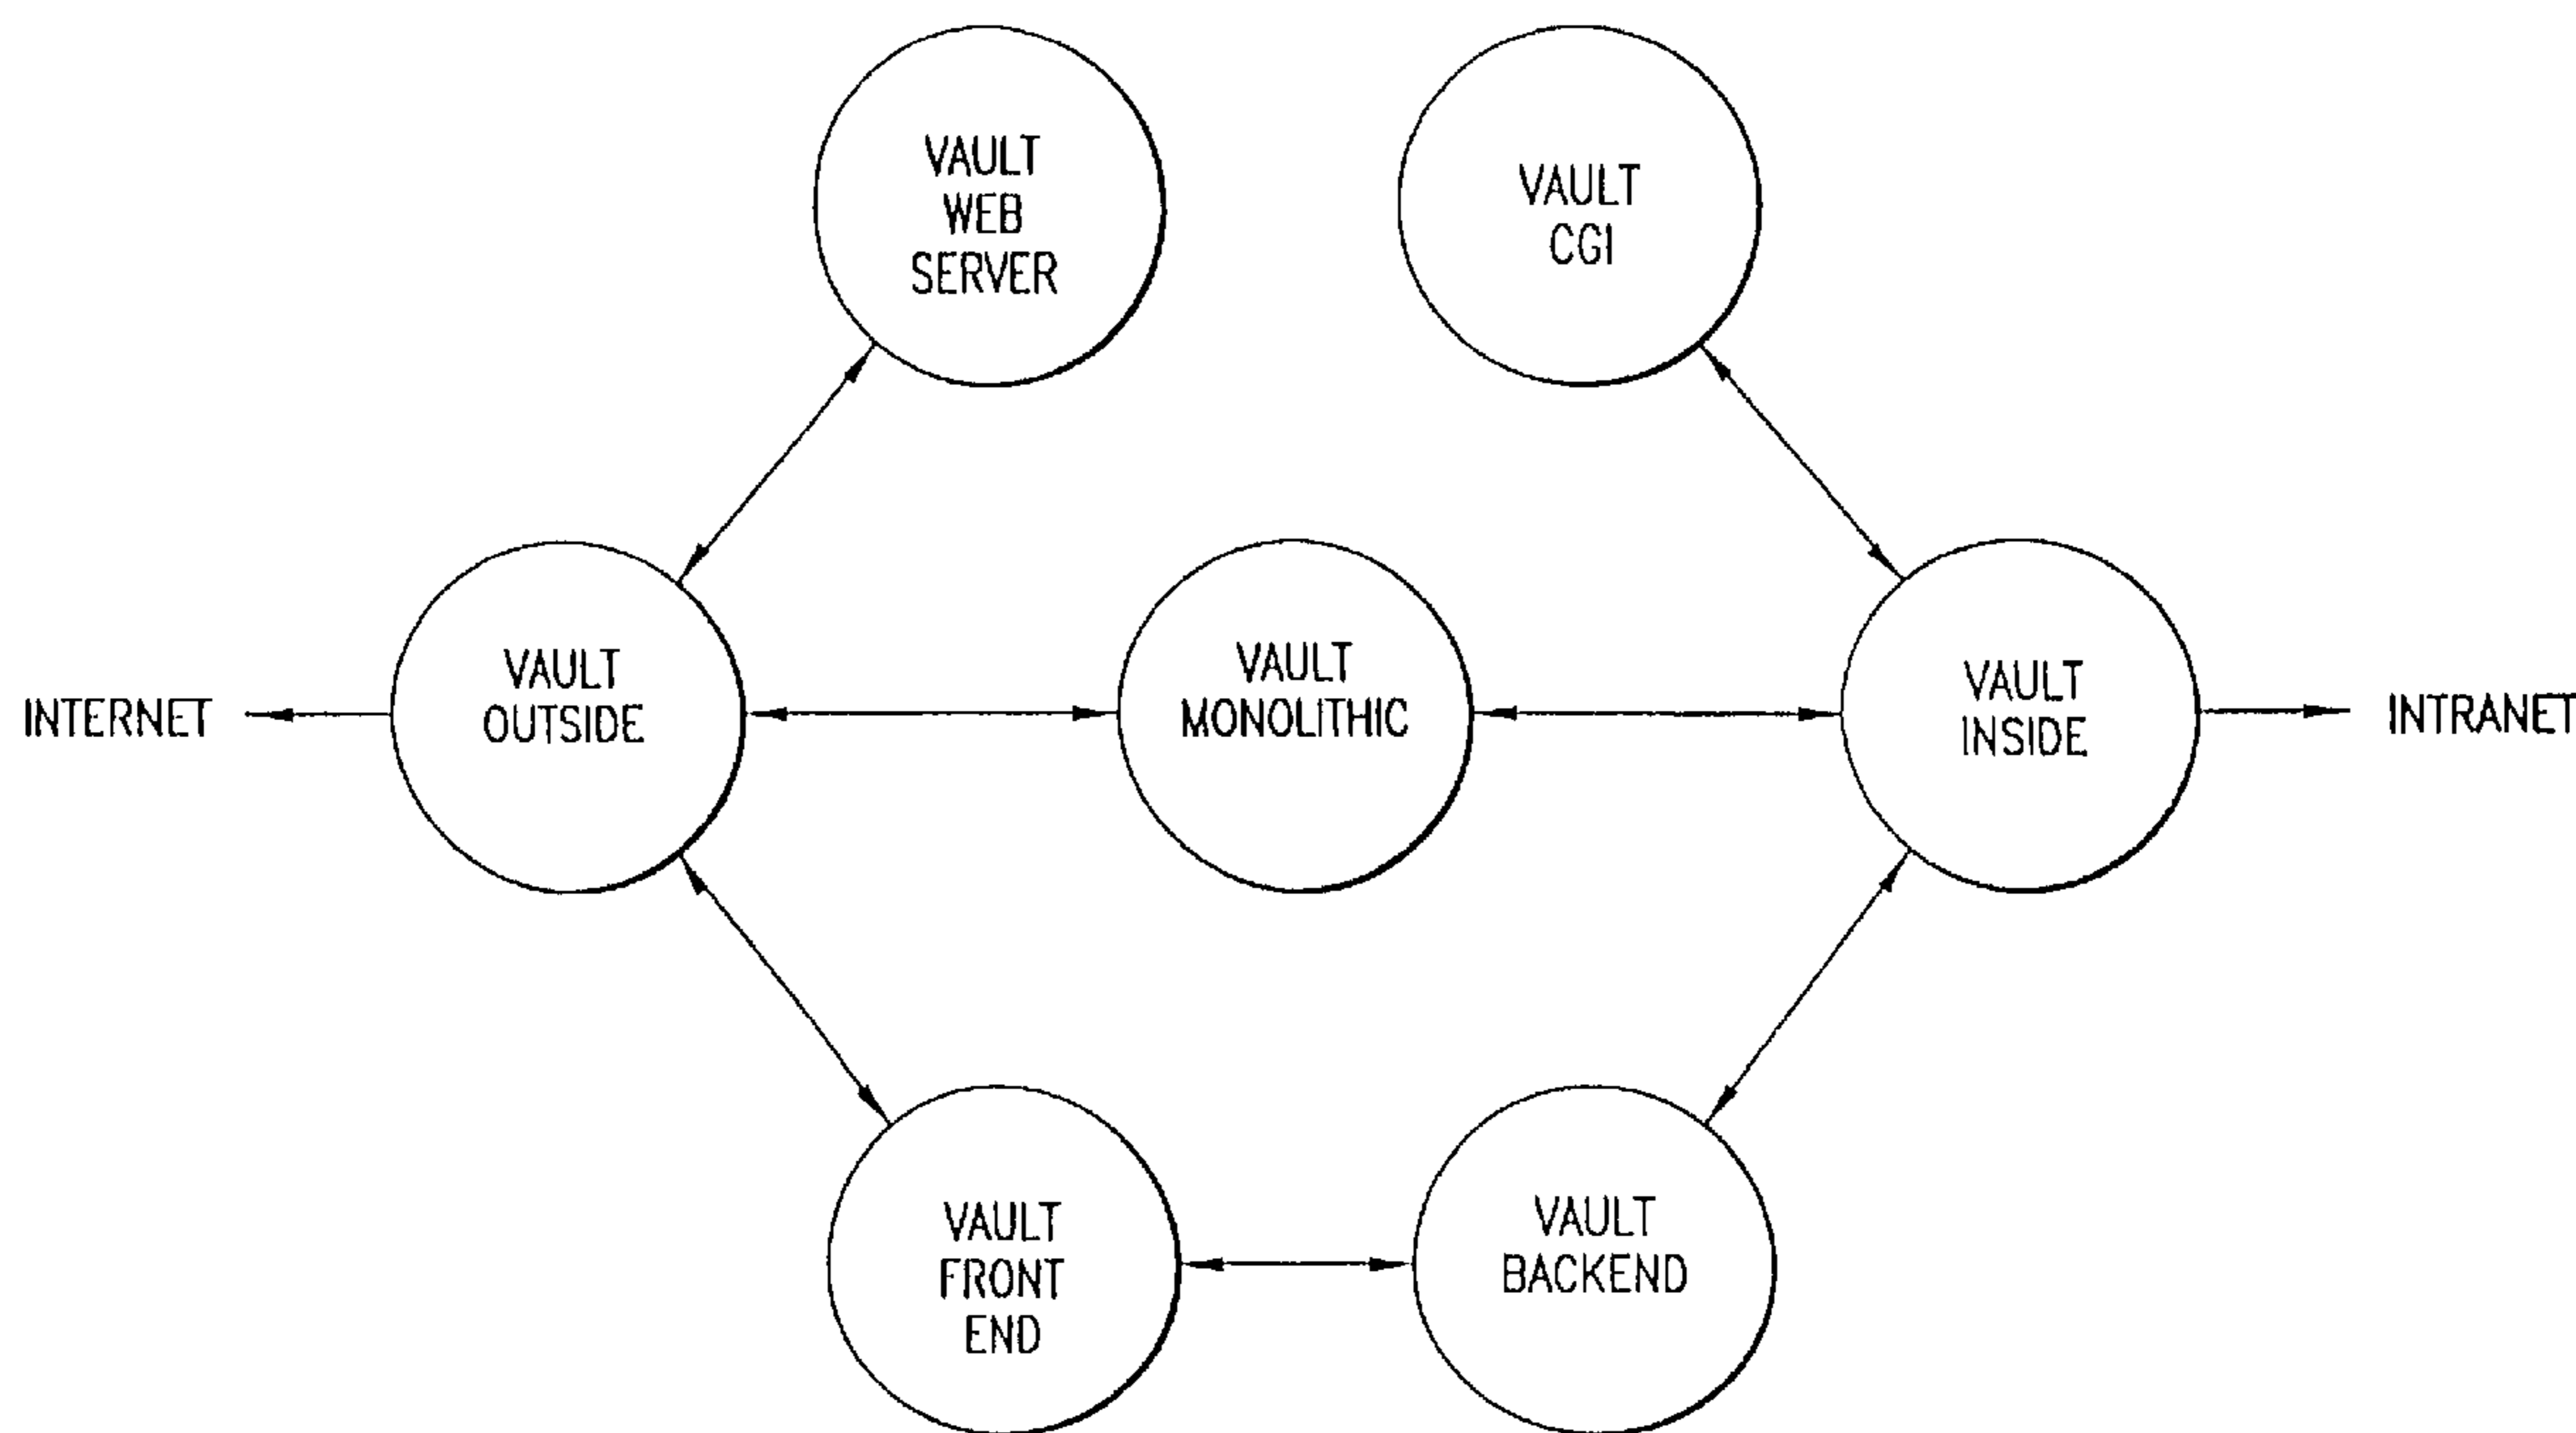 VAULT
WEB
SERVER
VAULT
CGI
INTERNET
VAULT
OUTSIDE
VAULT
MONOLITHIC
VAULT
INSIDE
INTRANET
VAULT
FRONT
END
VAULT
BACKEND